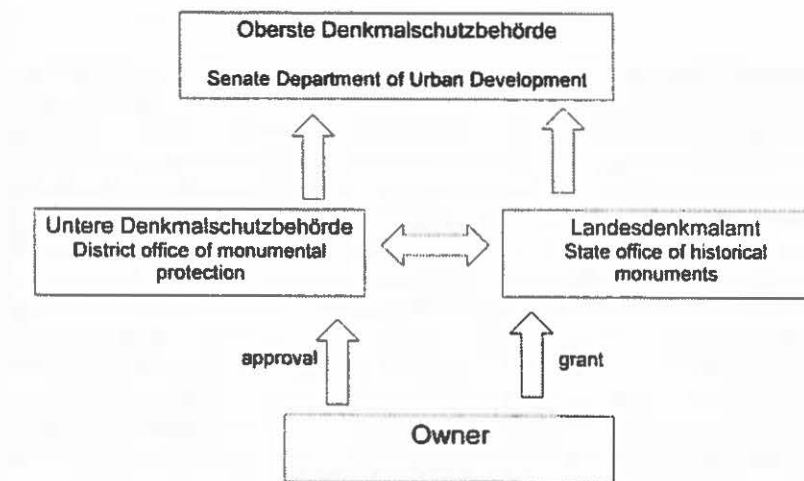 Oberste Denkmalschutzbehörde
Senate Department of Urban Development
Untere Denkmalschutzbehörde
District office of monumental
protection
Landesdenkmalamt
State office of historical
monuments
approval
grant
Owner